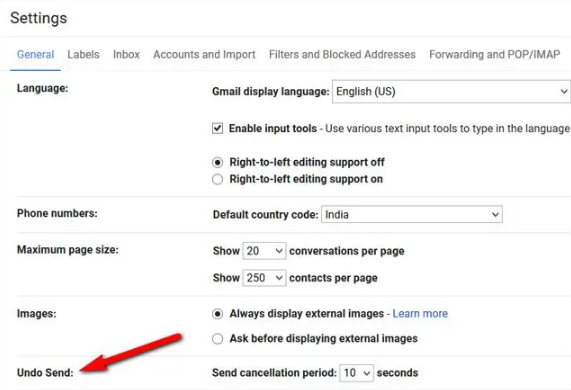 Settings
General Labels Inbox Accounts and Import Filters and Blocked Addresses Forwarding and POP/IMAP
Language: Gmail display language: English (US)
Enable input tools - Use various text input tools to type in the language
Right-to-left editing support off
Right-to-left editing support on
Phone numbers: Default country code: India
Maximum page size: Show 20 conversations per page
Show 250 contacts per page
Images: Always display external images - Learn more
Ask before displaying external images
Undo Send: Send cancellation period: 10 seconds